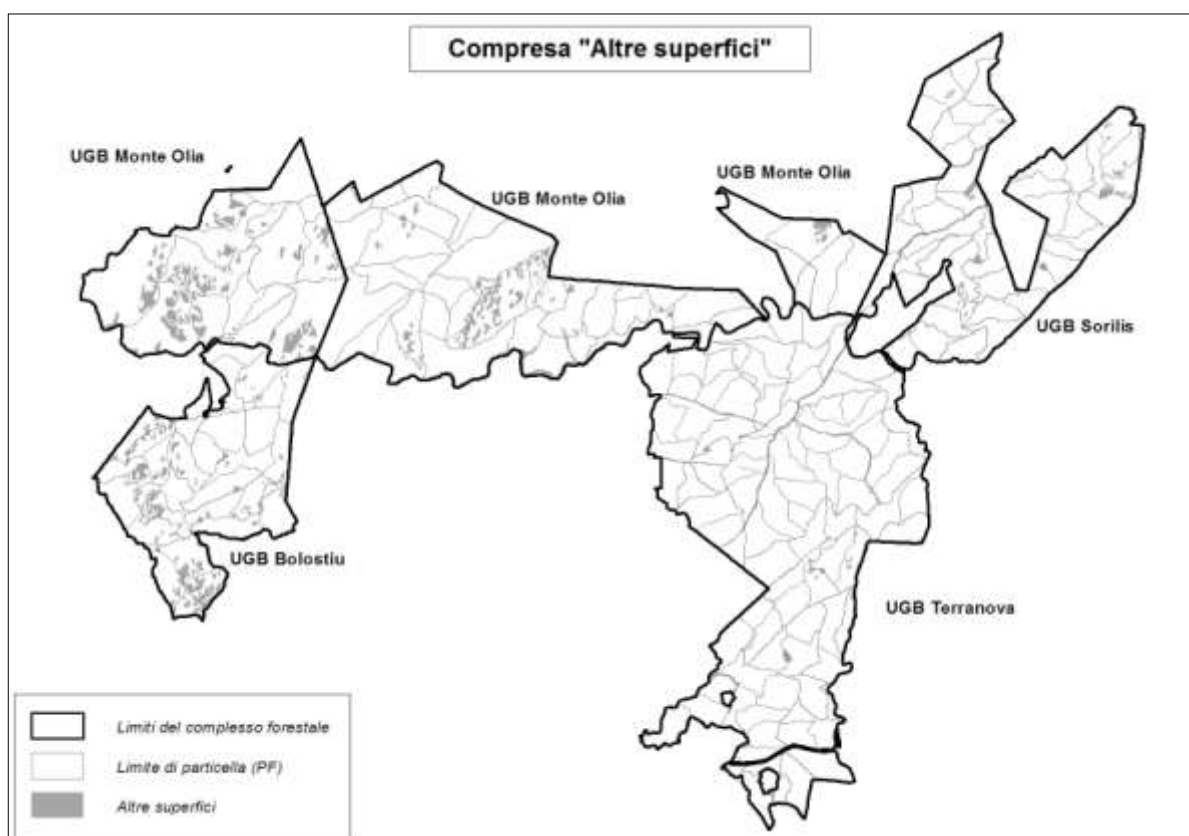 Compresa "Altre superfici"
UGB Monte Olia
UGB Monte Olia
UGB Monte Olia
UGB Sorilis
UGB Bolostiu
UGB Terranova
Limiti del complesso forestale
Limite di particella (PF)
Altre superfici